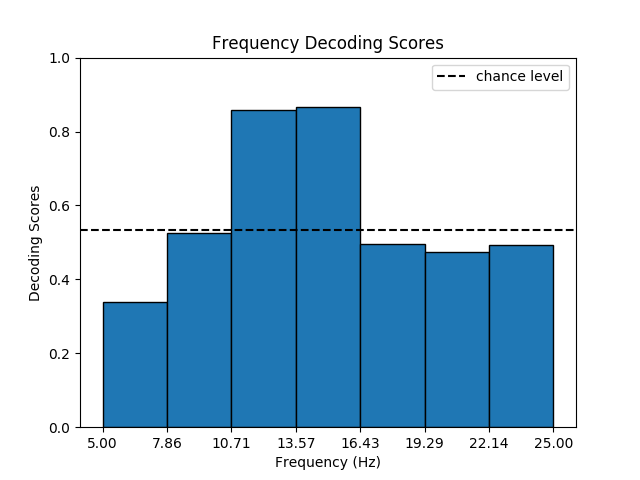 Frequency Decoding Scores
chance level
1.0
0.8
0.6
0.4
0.2
0.0
Decoding Scores
5.00 7.86 10.71 13.57 16.43 19.29 22.14 25.00
Frequency (Hz)